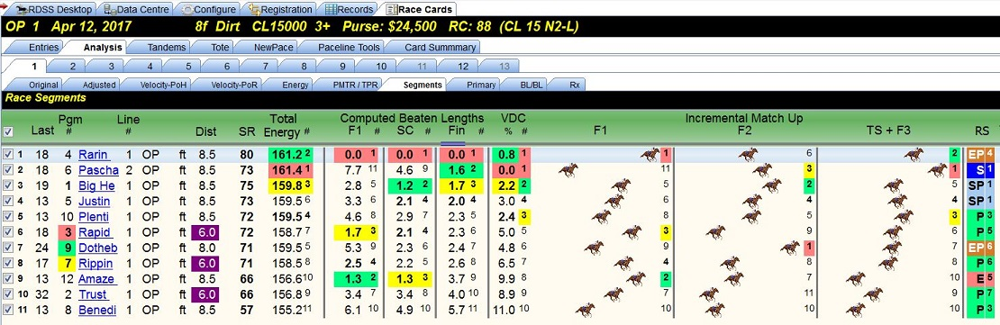 RDSS Desktop Data Centre Configure Registration Records Race Cards
OP 1 Apr 12, 2017 8f Dirt CL15000 3+ Purse: $24,500 RC: 88 (CL 15 N2-L)
Entries Analysis Tandems Tote NewPace Paceline Tools Card Summmary
1 2 3 4 5 6 7 8 9 10 11 12 13
Original Adjusted Velocity-PoH Velocity-PoR Energy PMTR / TPR Segments Primary BL/BL Rx
Race Segments
Pgm Line Total Computed Beaten Lengths VDC Incremental Match Up
Last # # Dist SR Energy # F1 # SC # Fin # % # F1 F2 TS + F3 RS
1 18 4 Rarin 1 OP ft 8.5 80 161.2 2 0.0 1 0.0 1 0.0 1 0.8 1 1 6 2 EP 4
2 18 6 Pascha 2 OP ft 8.5 73 161.4 1 7.7 11 4.6 9 1.6 2 0.0 1 11 3 1 S 1
3 19 1 Big He 1 OP ft 8.5 75 159.8 3 2.8 5 1.2 2 1.7 3 2.2 2 5 2 5 SP 1
4 13 5 Justin 1 OP ft 8.5 73 159.5 6 3.3 6 2.1 4 2.0 4 3.0 4 6 4 4 SP 1
5 13 10 Plenti 1 OP ft 8.5 72 159.5 4 4.6 8 2.9 7 2.3 5 2.4 3 8 5 3 P 3
6 18 3 Rapid 1 OP ft 6.0 72 158.7 7 1.7 3 2.1 4 2.3 6 5.0 5 3 9 6 P 5
7 24 9 Dotheb 1 OP ft 8.0 71 159.5 5 5.3 9 2.3 6 2.4 7 4.8 6 9 1 7 EP 6
8 17 7 Rippin 1 OP ft 6.0 71 158.5 8 2.5 4 2.2 5 2.6 8 6.5 7 4 8 8 P 6
9 13 12 Amaze 1 OP ft 8.5 66 156.6 10 1.3 2 1.3 3 3.7 9 9.9 8 2 7 10 E 5
10 32 2 Trust 1 OP ft 6.0 66 156.8 9 3.4 7 3.4 8 4.0 10 8.9 9 7 11 9 P
11 13 8 Benedi 1 OP ft 8.5 57 155.2 11 6.1 10 4.9 10 5.7 11 11.0 10 10 10 P 3